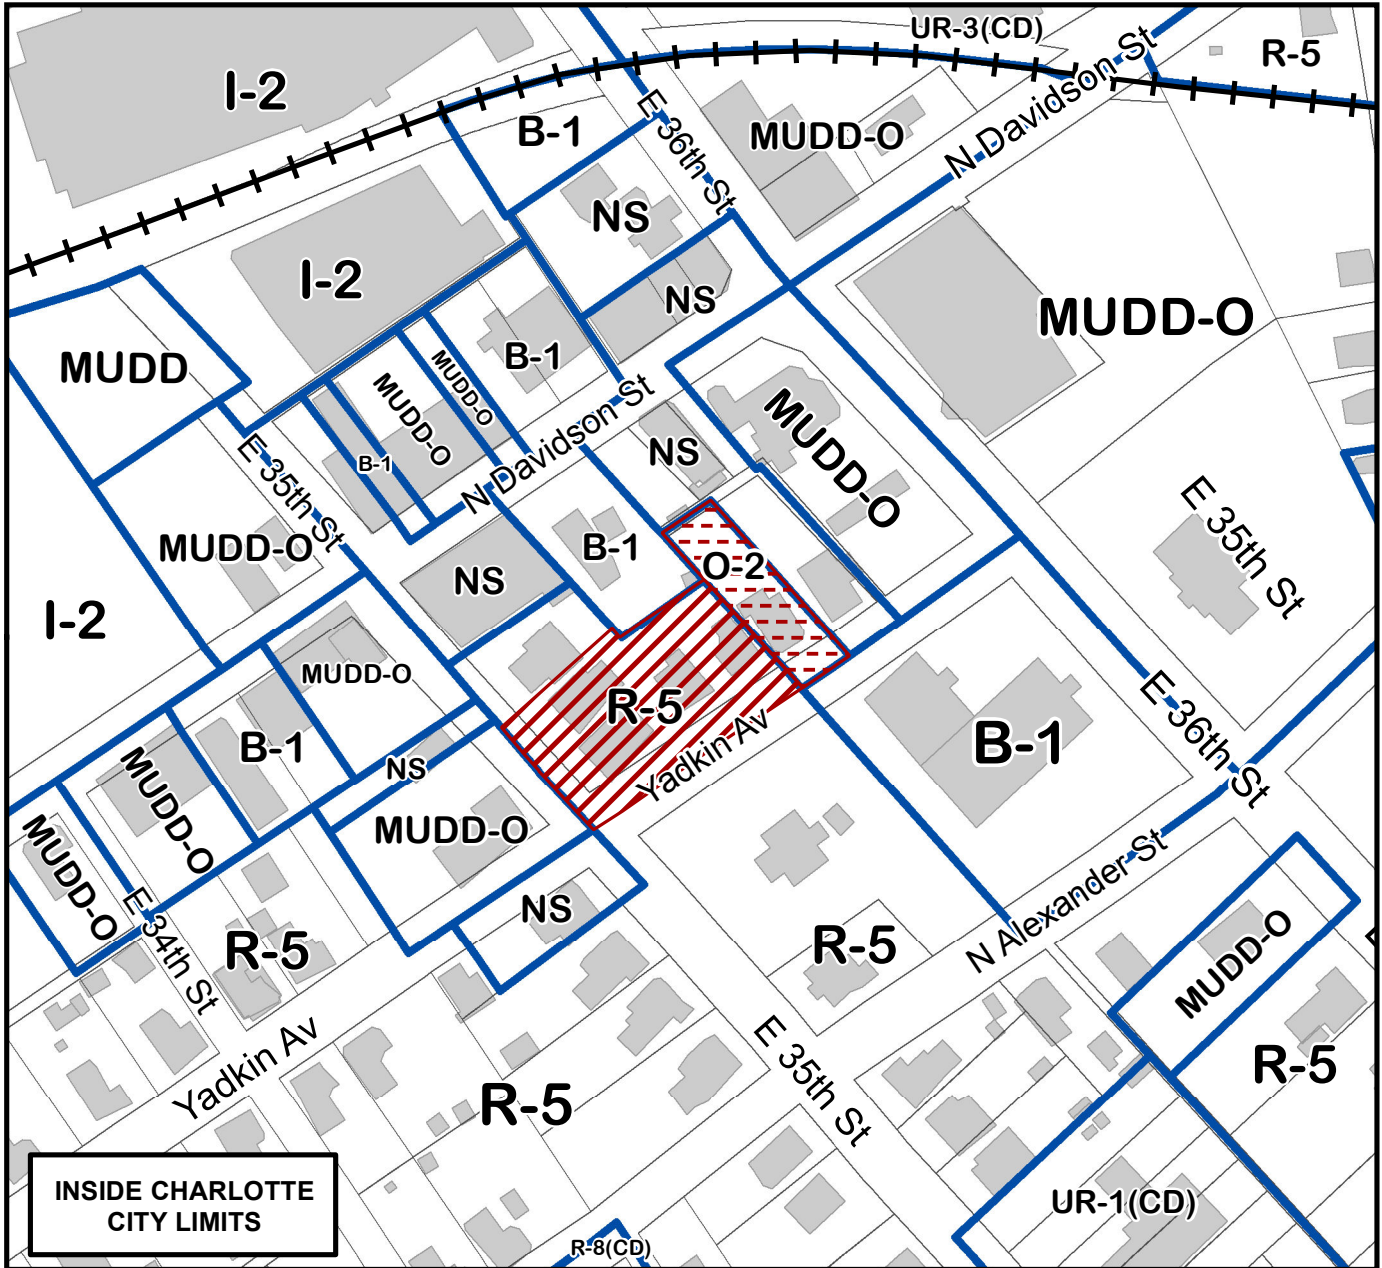 UR-3(CD)
R-5
I-2
N Davidson St
B-1
E 36th St
MUDD-O
NS
I-2
NS
MUDD-O
MUDD
B-1
MUDD-O
MUDD-O
N Davidson St
MUDD-O
NS
B-1
E 35th St
E 35th St
MUDD-O
B-1
O-2
NS
I-2
MUDD-O
R-5
E 36th St
B-1
MUDD-O
NS
Yadkin Av
B-1
MUDD-O
MUDD-O
NS
N Alexander St
E 34th St
R-5
R-5
MUDD-O
Yadkin Av
R-5
E 35th St
R-5
INSIDE CHARLOTTE
CITY LIMITS
UR-1(CD)
R-8(CD)